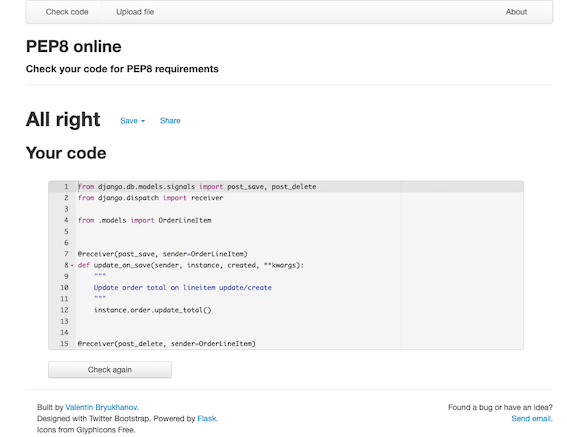 Check code Upload file About
PEP8 online
Check your code for PEP8 requirements
All right Save Share
Your code
1 from django.db.models.signals import post_save, post_delete
2 from django.dispatch import receiver
3
4 from .models import OrderLineItem
5
6
7 @receiver(post_save, sender=OrderLineItem)
8 def update_on_save(sender, instance, created, **kwargs):
9     """
10     Update order total on lineitem update/create
11     """
12     instance.order.update_total()
13
14
15 @receiver(post_delete, sender=OrderLineItem)
Check again
Built by Valentin Bryukhanov. Found a bug or have an idea?
Designed with Twitter Bootstrap. Powered by Flask. Send email.
Icons from Glyphicons Free.